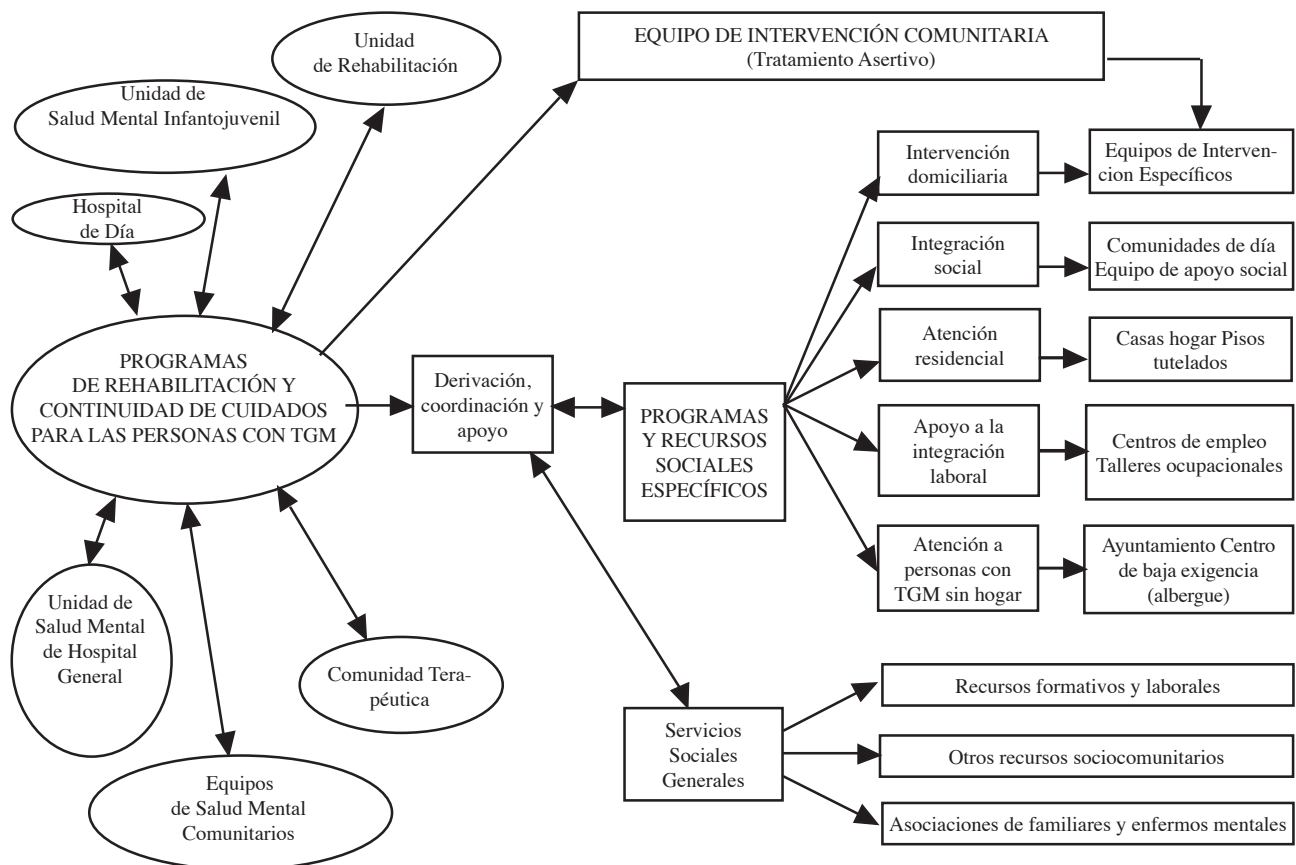 Unidad
de Rehabilitación
EQUIPO DE INTERVENCIÓN COMUNITARIA
(Tratamiento Asertivo)
Unidad de
Salud Mental Infantojuvenil
Hospital
de Día
Intervención
domiciliaria
Equipos de Interven-
cion Específicos
Integración
social
Comunidades de día
Equipo de apoyo social
PROGRAMAS
DE REHABILITACIÓN Y
CONTINUIDAD DE CUIDADOS
PARA LAS PERSONAS CON TGM
Derivación,
coordinación y
apoyo
PROGRAMAS
Y RECURSOS
SOCIALES
ESPECÍFICOS
Atención
residencial
Casas hogar Pisos
tutelados
Apoyo a la
integración
laboral
Centros de empleo
Talleres ocupacionales
Atención a
personas con
TGM sin hogar
Ayuntamiento Centro
de baja exigencia
(albergue)
Unidad de
Salud Mental
de Hospital
General
Comunidad Tera-
péutica
Equipos
de Salud Mental
Comunitarios
Servicios
Sociales
Generales
Recursos formativos y laborales
Otros recursos sociocomunitarios
Asociaciones de familiares y enfermos mentales